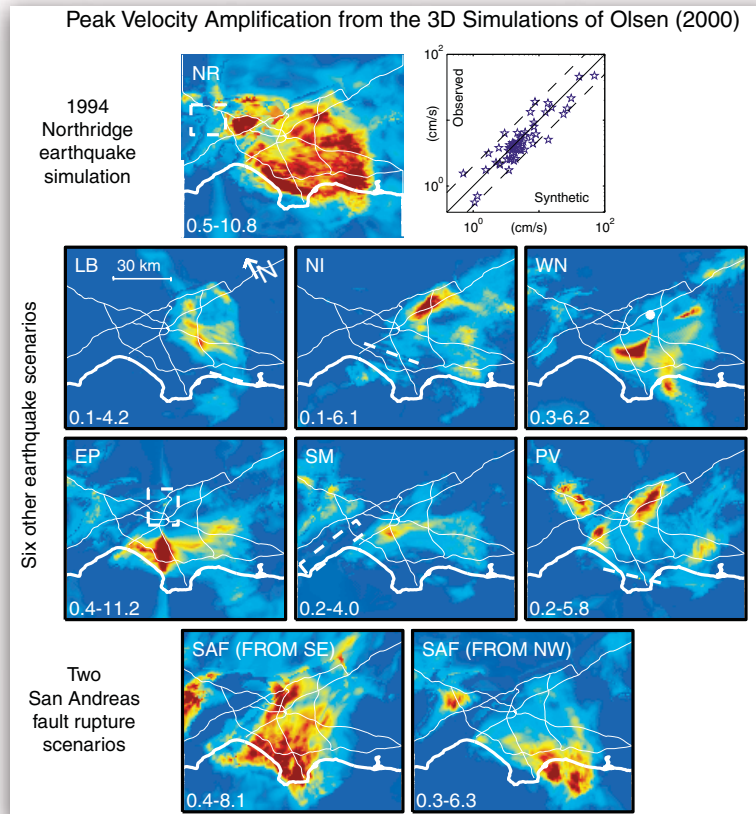 Peak Velocity Amplification from the 3D Simulations of Olsen (2000)
1994
Northridge
earthquake
simulation
NR
0.5-10.8
10²
(cm/s)
10⁰
Observed
Synthetic
10⁰
(cm/s)
10²
Six other earthquake scenarios
LB
30 km
N
0.1-4.2
NI
0.1-6.1
WN
0.3-6.2
EP
0.4-11.2
SM
0.2-4.0
PV
0.2-5.8
Two
San Andreas
fault rupture
scenarios
SAF (FROM SE)
0.4-8.1
SAF (FROM NW)
0.3-6.3